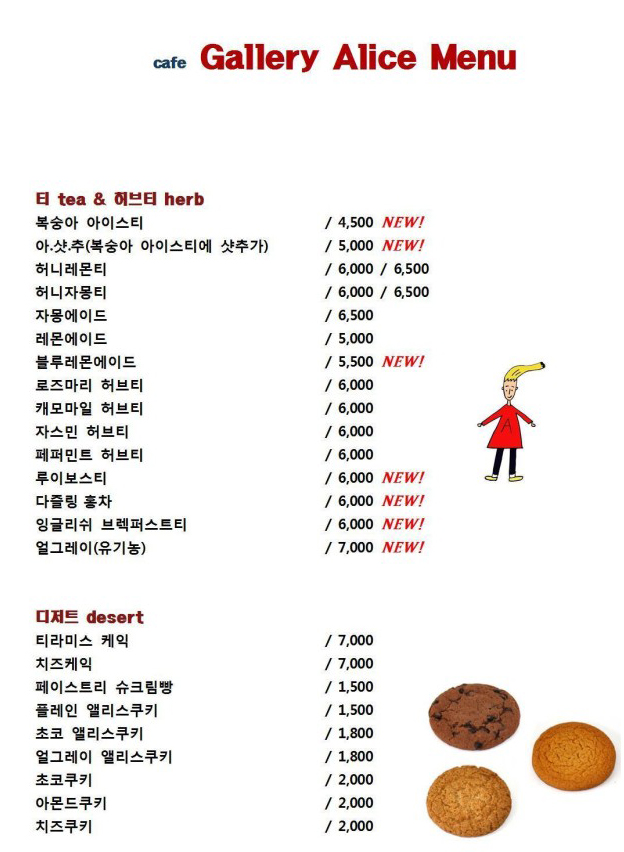 cafe Gallery Alice Menu
티 tea & 허브티 herb
복숭아 아이스티 / 4,500 NEW!
아.샷.추(복숭아 아이스티에 샷추가) / 5,000 NEW!
허니레몬티 / 6,000 / 6,500
허니자몽티 / 6,000 / 6,500
자몽에이드 / 6,500
레몬에이드 / 5,000
블루레몬에이드 / 5,500 NEW!
로즈마리 허브티 / 6,000
캐모마일 허브티 / 6,000
자스민 허브티 / 6,000
페퍼민트 허브티 / 6,000
루이보스티 / 6,000 NEW!
다즐링 홍차 / 6,000 NEW!
잉글리쉬 브렉퍼스트티 / 6,000 NEW!
얼그레이(유기농) / 7,000 NEW!
디저트 desert
티라미스 케익 / 7,000
치즈케익 / 7,000
페이스트리 슈크림빵 / 1,500
플레인 앨리스쿠키 / 1,500
초코 앨리스쿠키 / 1,800
얼그레이 앨리스쿠키 / 1,800
초코쿠키 / 2,000
아몬드쿠키 / 2,000
치즈쿠키 / 2,000
A